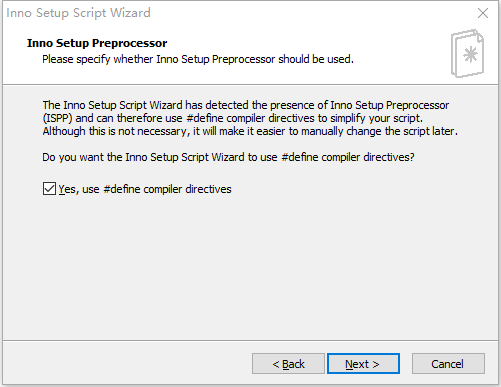 Inno Setup Script Wizard
Inno Setup Preprocessor
Please specify whether Inno Setup Preprocessor should be used.
The Inno Setup Script Wizard has detected the presence of Inno Setup Preprocessor
(ISPP) and can therefore use #define compiler directives to simplify your script.
Although this is not necessary, it will make it easier to manually change the script later.
Do you want the Inno Setup Script Wizard to use #define compiler directives?
Yes, use #define compiler directives
< Back
Next >
Cancel